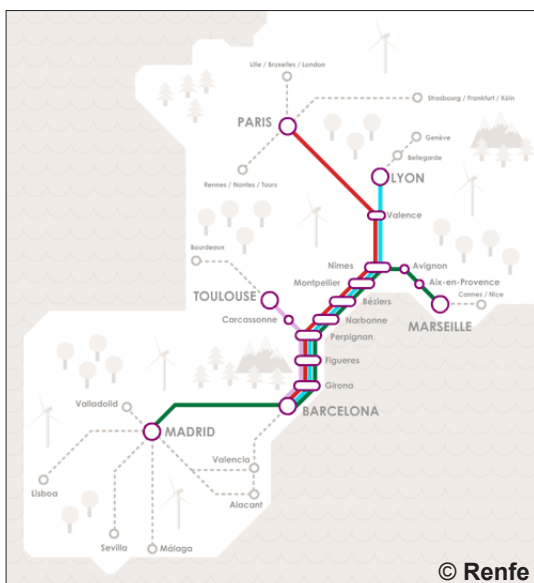 Lille / Bruxelles / London
Strasbourg / Frankfurt / Köln
PARIS
Genève
Bellegarde
Rennes / Nantes / Tours
LYON
Valence
Bourdeaux
Nîmes
Avignon
Montpellier
Aix-en-Provence
TOULOUSE
Béziers
Cannes / Nice
Carcassonne
Narbonne
MARSEILLE
Perpignan
Figueres
Girona
Valladolid
BARCELONA
MADRID
Valencia
Lisboa
Alacant
Sevilla
Málaga
© Renfe